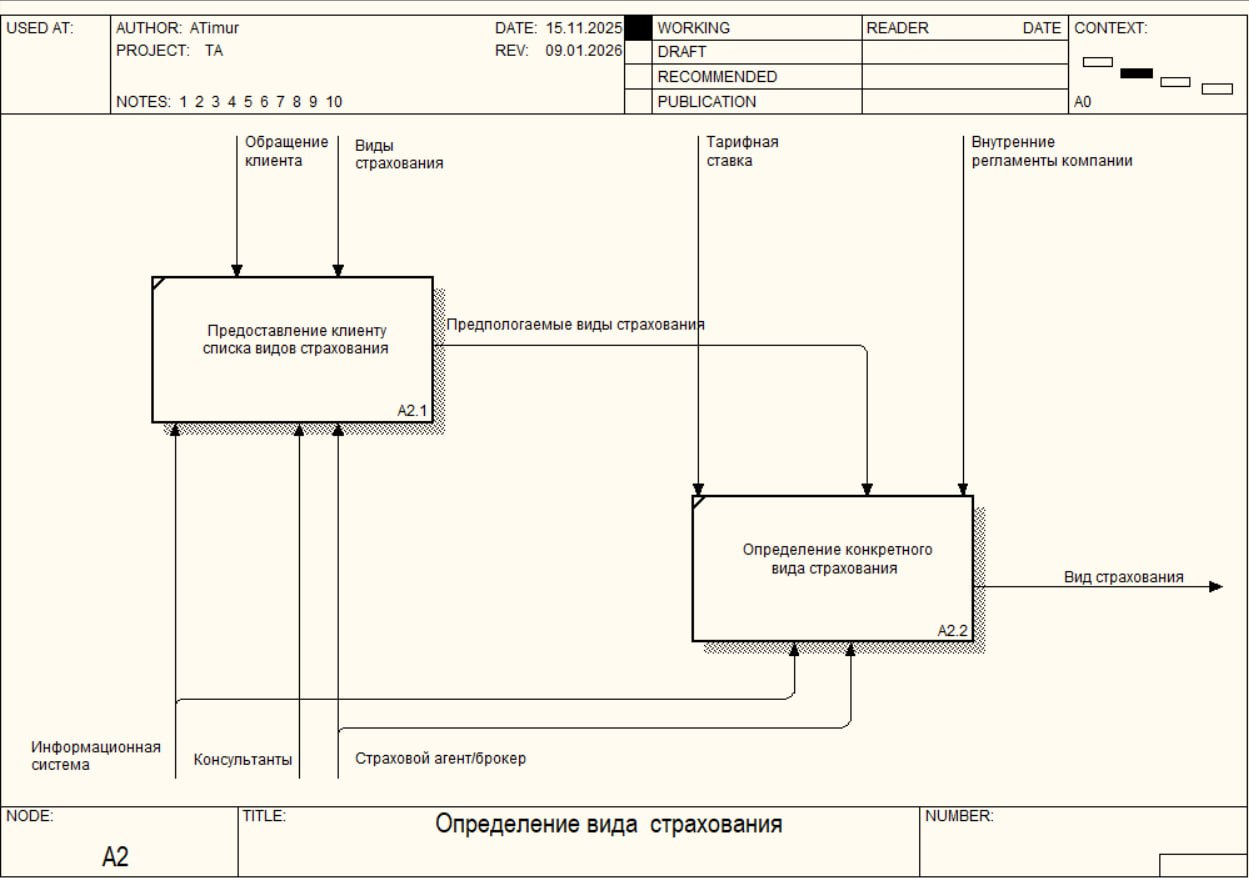 USED AT:
AUTHOR: ATimur
DATE: 15.11.2025
PROJECT: TA
REV: 09.01.2026
NOTES: 1 2 3 4 5 6 7 8 9 10
WORKING
DRAFT
RECOMMENDED
PUBLICATION
READER
DATE
CONTEXT:
A0
Обращение
клиента
Виды
страхования
Тарифная
ставка
Внутренние
регламенты компании
Предоставление клиенту
списка видов страхования
A2.1
Предпологаемые виды страхования
Определение конкретного
вида страхования
A2.2
Вид страхования
Информационная
система
Консультанты
Страховой агент/брокер
NODE:
A2
TITLE:
Определение вида страхования
NUMBER: